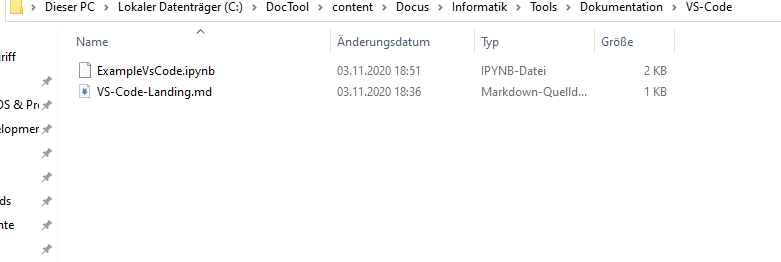 Dieser PC > Lokaler Datenträger (C:) > DocTool > content > Docus > Informatik > Tools > Dokumentation > VS-Code
Name Änderungsdatum Typ Größe
riff
ExampleVsCode.ipynb 03.11.2020 18:51 IPYNB-Datei 2 KB
VS-Code-Landing.md 03.11.2020 18:36 Markdown-Quelld... 1 KB
OS & Pr
elopmer
ds
nte